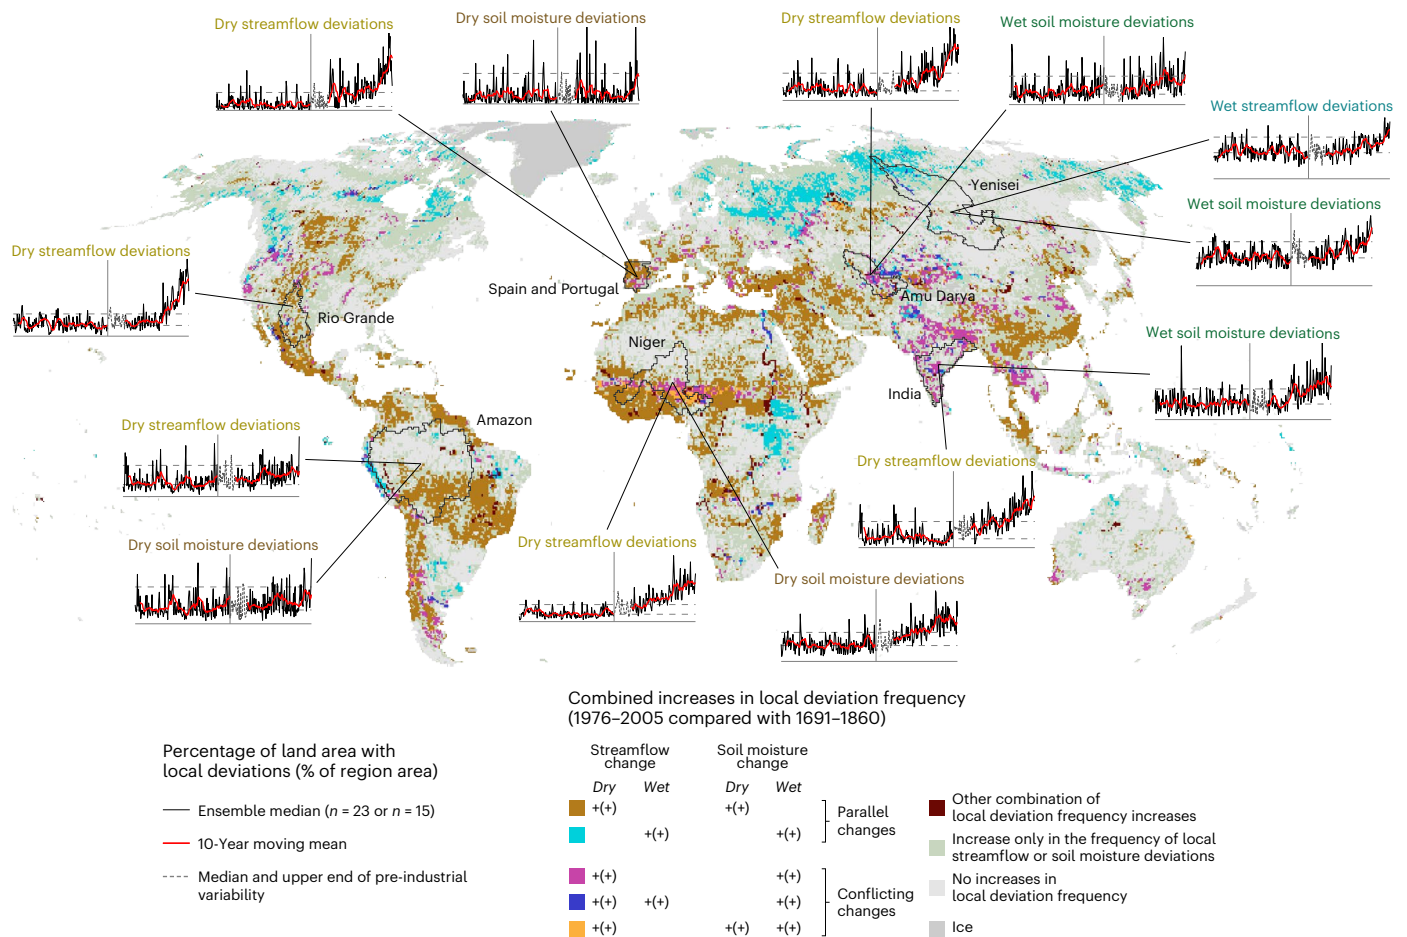 Dry streamflow deviations
Dry soil moisture deviations
Dry streamflow deviations
Wet soil moisture deviations
Wet streamflow deviations
Yenisei
Wet soil moisture deviations
Dry streamflow deviations
Spain and Portugal
Amu Darya
Rio Grande
Niger
Wet soil moisture deviations
India
Amazon
Dry streamflow deviations
Dry streamflow deviations
Dry soil moisture deviations
Dry streamflow deviations
Dry soil moisture deviations
Combined increases in local deviation frequency
(1976–2005 compared with 1691–1860)
Percentage of land area with
local deviations (% of region area)
Ensemble median (n = 23 or n = 15)
10-Year moving mean
Median and upper end of pre-industrial
variability
Streamflow
change
Soil moisture
change
Dry Wet Dry Wet
+(+) +(+)
+(+) +(+)
Parallel
changes
+(+) +(+)
+(+) +(+) +(+)
+(+) +(+) +(+)
Conflicting
changes
Other combination of
local deviation frequency increases
Increase only in the frequency of local
streamflow or soil moisture deviations
No increases in
local deviation frequency
Ice